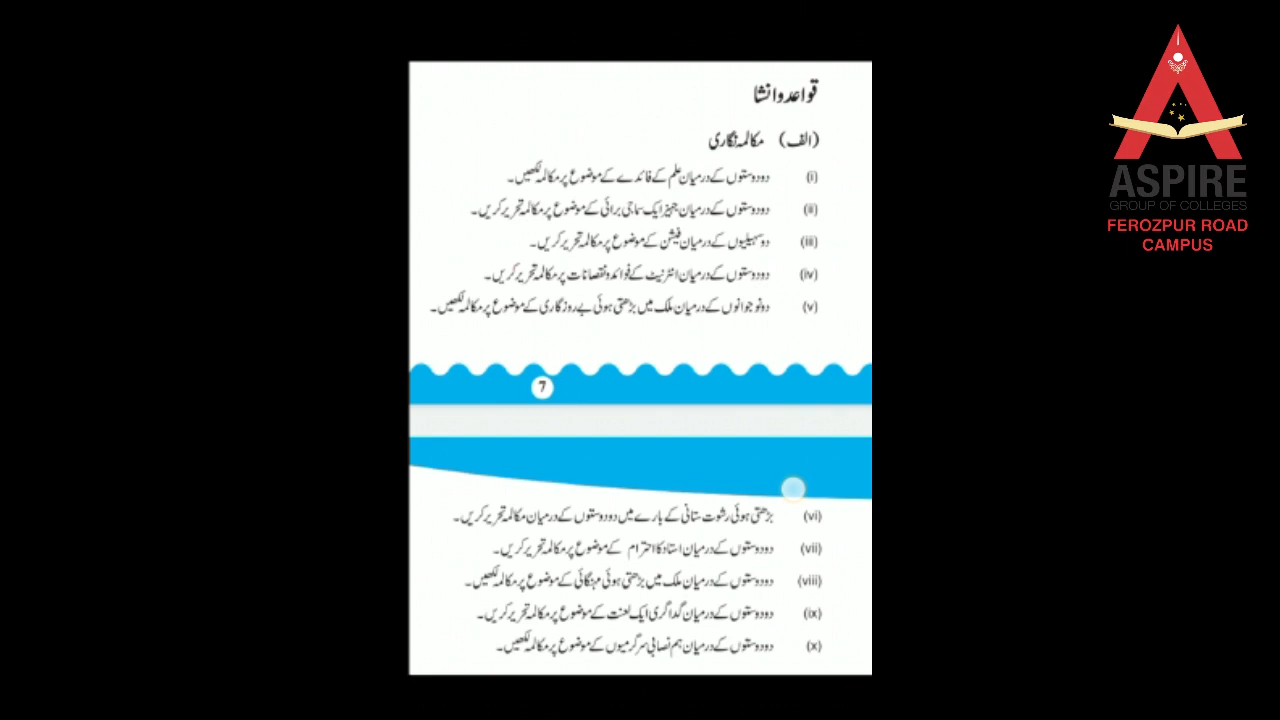 قواعد و انشا
(الف) مکالمہ نگاری
(i) دو دوستوں کے درمیان علم کے فائدے کے موضوع پر مکالمہ لکھیں۔
(ii) دو دوستوں کے درمیان جہیز ایک سماجی برائی کے موضوع پر مکالمہ تحریر کریں۔
(iii) دو سہیلیوں کے درمیان فیشن کے موضوع پر مکالمہ تحریر کریں۔
(iv) دو دوستوں کے درمیان انٹرنیٹ کے فوائد و نقصانات پر مکالمہ تحریر کریں۔
(v) دو نوجوانوں کے درمیان ملک میں بڑھتی ہوئی بے روزگاری کے موضوع پر مکالمہ لکھیں۔
7
(vi) بڑھتی ہوئی رشوت ستانی کے بارے میں دو دوستوں کے درمیان مکالمہ تحریر کریں۔
(vii) دو دوستوں کے درمیان استاد کا احترام کے موضوع پر مکالمہ تحریر کریں۔
(viii) دو دوستوں کے درمیان ملک میں بڑھتی ہوئی مہنگائی کے موضوع پر مکالمہ لکھیں۔
(ix) دو دوستوں کے درمیان گداگری ایک لعنت کے موضوع پر مکالمہ تحریر کریں۔
(x) دو دوستوں کے درمیان ہم نصابی سرگرمیوں کے موضوع پر مکالمہ لکھیں۔
ASPIRE
GROUP OF COLLEGES
FEROZPUR ROAD
CAMPUS